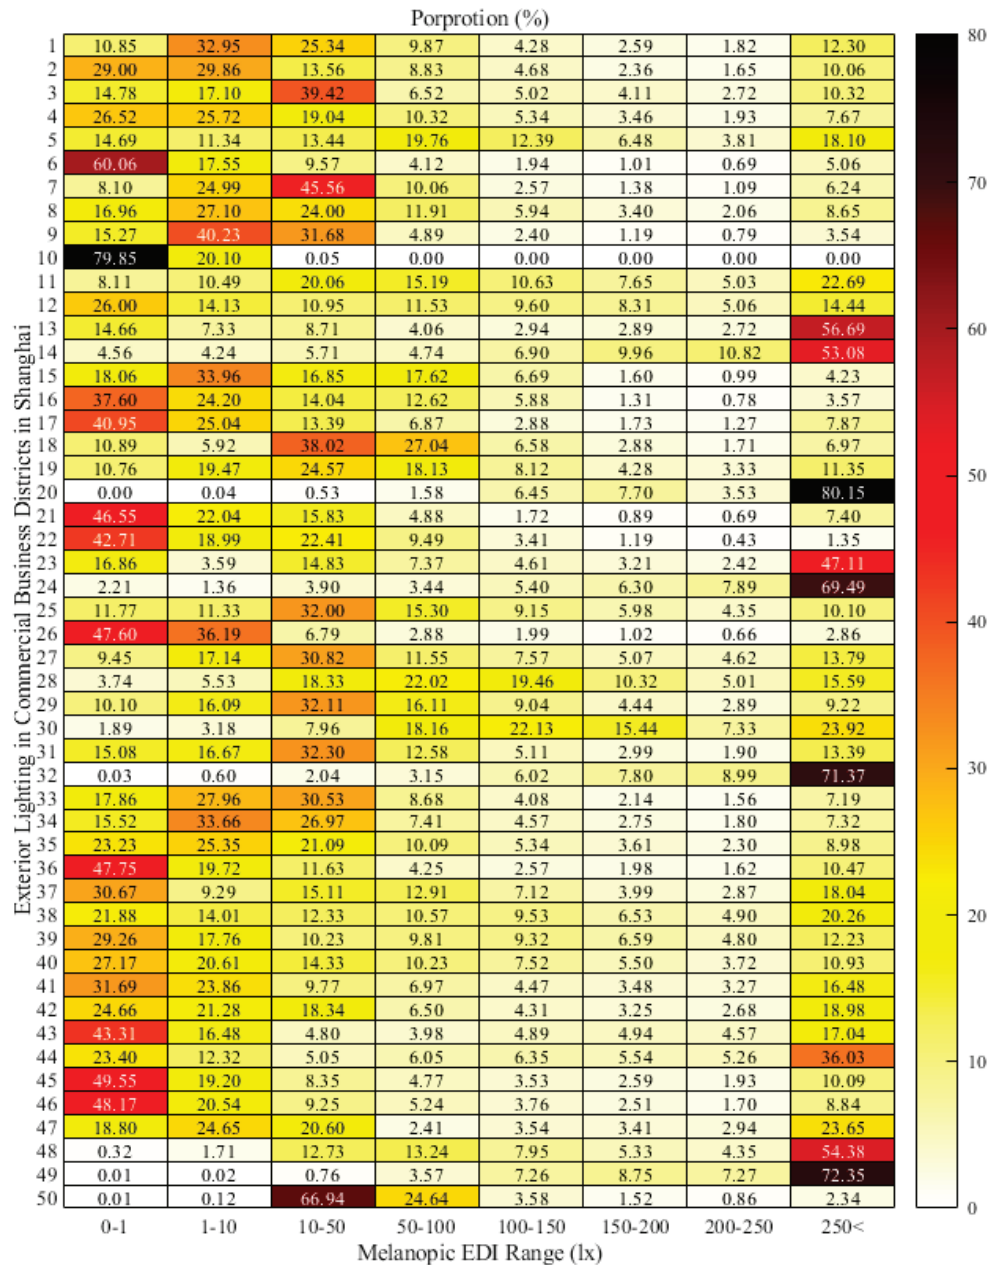 Porprotion (%)
1 10.85 32.95 25.34 9.87 4.28 2.59 1.82 12.30
2 29.00 29.86 13.56 8.83 4.68 2.36 1.65 10.06
3 14.78 17.10 39.42 6.52 5.02 4.11 2.72 10.32
4 26.52 25.72 19.04 10.32 5.34 3.46 1.93 7.67
5 14.69 11.34 13.44 19.76 12.39 6.48 3.81 18.10
6 60.06 17.55 9.57 4.12 1.94 1.01 0.69 5.06
7 8.10 24.99 45.56 10.06 2.57 1.38 1.09 6.24
8 16.96 27.10 24.00 11.91 5.94 3.40 2.06 8.65
9 15.27 40.23 31.68 4.89 2.40 1.19 0.79 3.54
10 79.85 20.10 0.05 0.00 0.00 0.00 0.00 0.00
11 8.11 10.49 20.06 15.19 10.63 7.65 5.03 22.69
12 26.00 14.13 10.95 11.53 9.60 8.31 5.06 14.44
13 14.66 7.33 8.71 4.06 2.94 2.89 2.72 56.69
14 4.56 4.24 5.71 4.74 6.90 9.96 10.82 53.08
15 18.06 33.96 16.85 17.62 6.69 1.60 0.99 4.23
16 37.60 24.20 14.04 12.62 5.88 1.31 0.78 3.57
17 40.95 25.04 13.39 6.87 2.88 1.73 1.27 7.87
18 10.89 5.92 38.02 27.04 6.58 2.88 1.71 6.97
19 10.76 19.47 24.57 18.13 8.12 4.28 3.33 11.35
20 0.00 0.04 0.53 1.58 6.45 7.70 3.53 80.15
21 46.55 22.04 15.83 4.88 1.72 0.89 0.69 7.40
22 42.71 18.99 22.41 9.49 3.41 1.19 0.43 1.35
23 16.86 3.59 14.83 7.37 4.61 3.21 2.42 47.11
24 2.21 1.36 3.90 3.44 5.40 6.30 7.89 69.49
25 11.77 11.33 32.00 15.30 9.15 5.98 4.35 10.10
26 47.60 36.19 6.79 2.88 1.99 1.02 0.66 2.86
27 9.45 17.14 30.82 11.55 7.57 5.07 4.62 13.79
28 3.74 5.53 18.33 22.02 19.46 10.32 5.01 15.59
29 10.10 16.09 32.11 16.11 9.04 4.44 2.89 9.22
30 1.89 3.18 7.96 18.16 22.13 15.44 7.33 23.92
31 15.08 16.67 32.30 12.58 5.11 2.99 1.90 13.39
32 0.03 0.60 2.04 3.15 6.02 7.80 8.99 71.37
33 17.86 27.96 30.53 8.68 4.08 2.14 1.56 7.19
34 15.52 33.66 26.97 7.41 4.57 2.75 1.80 7.32
35 23.23 25.35 21.09 10.09 5.34 3.61 2.30 8.98
36 47.75 19.72 11.63 4.25 2.57 1.98 1.62 10.47
37 30.67 9.29 15.11 12.91 7.12 3.99 2.87 18.04
38 21.88 14.01 12.33 10.57 9.53 6.53 4.90 20.26
39 29.26 17.76 10.23 9.81 9.32 6.59 4.80 12.23
40 27.17 20.61 14.33 10.23 7.52 5.50 3.72 10.93
41 31.69 23.86 9.77 6.97 4.47 3.48 3.27 16.48
42 24.66 21.28 18.34 6.50 4.31 3.25 2.68 18.98
43 43.31 16.48 4.80 3.98 4.89 4.94 4.57 17.04
44 23.40 12.32 5.05 6.05 6.35 5.54 5.26 36.03
45 49.55 19.20 8.35 4.77 3.53 2.59 1.93 10.09
46 48.17 20.54 9.25 5.24 3.76 2.51 1.70 8.84
47 18.80 24.65 20.60 2.41 3.54 3.41 2.94 23.65
48 0.32 1.71 12.73 13.24 7.95 5.33 4.35 54.38
49 0.01 0.02 0.76 3.57 7.26 8.75 7.27 72.35
50 0.01 0.12 66.94 24.64 3.58 1.52 0.86 2.34
0-1 1-10 10-50 50-100 100-150 150-200 200-250 250<
Melanopic EDI Range (lx)
Exterior Lighting in Commercial Business Districts in Shanghai
80
70
60
50
40
30
20
10
0